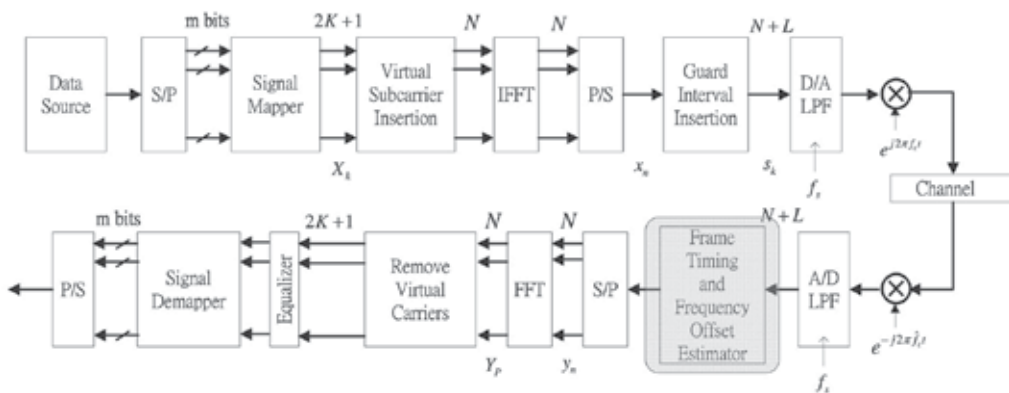 m bits 2K+1 N N N+L
Data
Source
S/P
Signal
Mapper
Virtual
Subcarrier
Insertion
IFFT
P/S
Guard
Interval
Insertion
D/A
LPF
X_k x_n s_k f_s
e^{j2πf_c t}
Channel
m bits 2K+1 N N N+L
P/S
Signal
Demapper
Equalizer
Remove
Virtual
Carriers
FFT
S/P
Frame
Timing
and
Frequency
Offset
Estimator
A/D
LPF
Y_p y_n f_s
e^{-j2πf̂_c t}